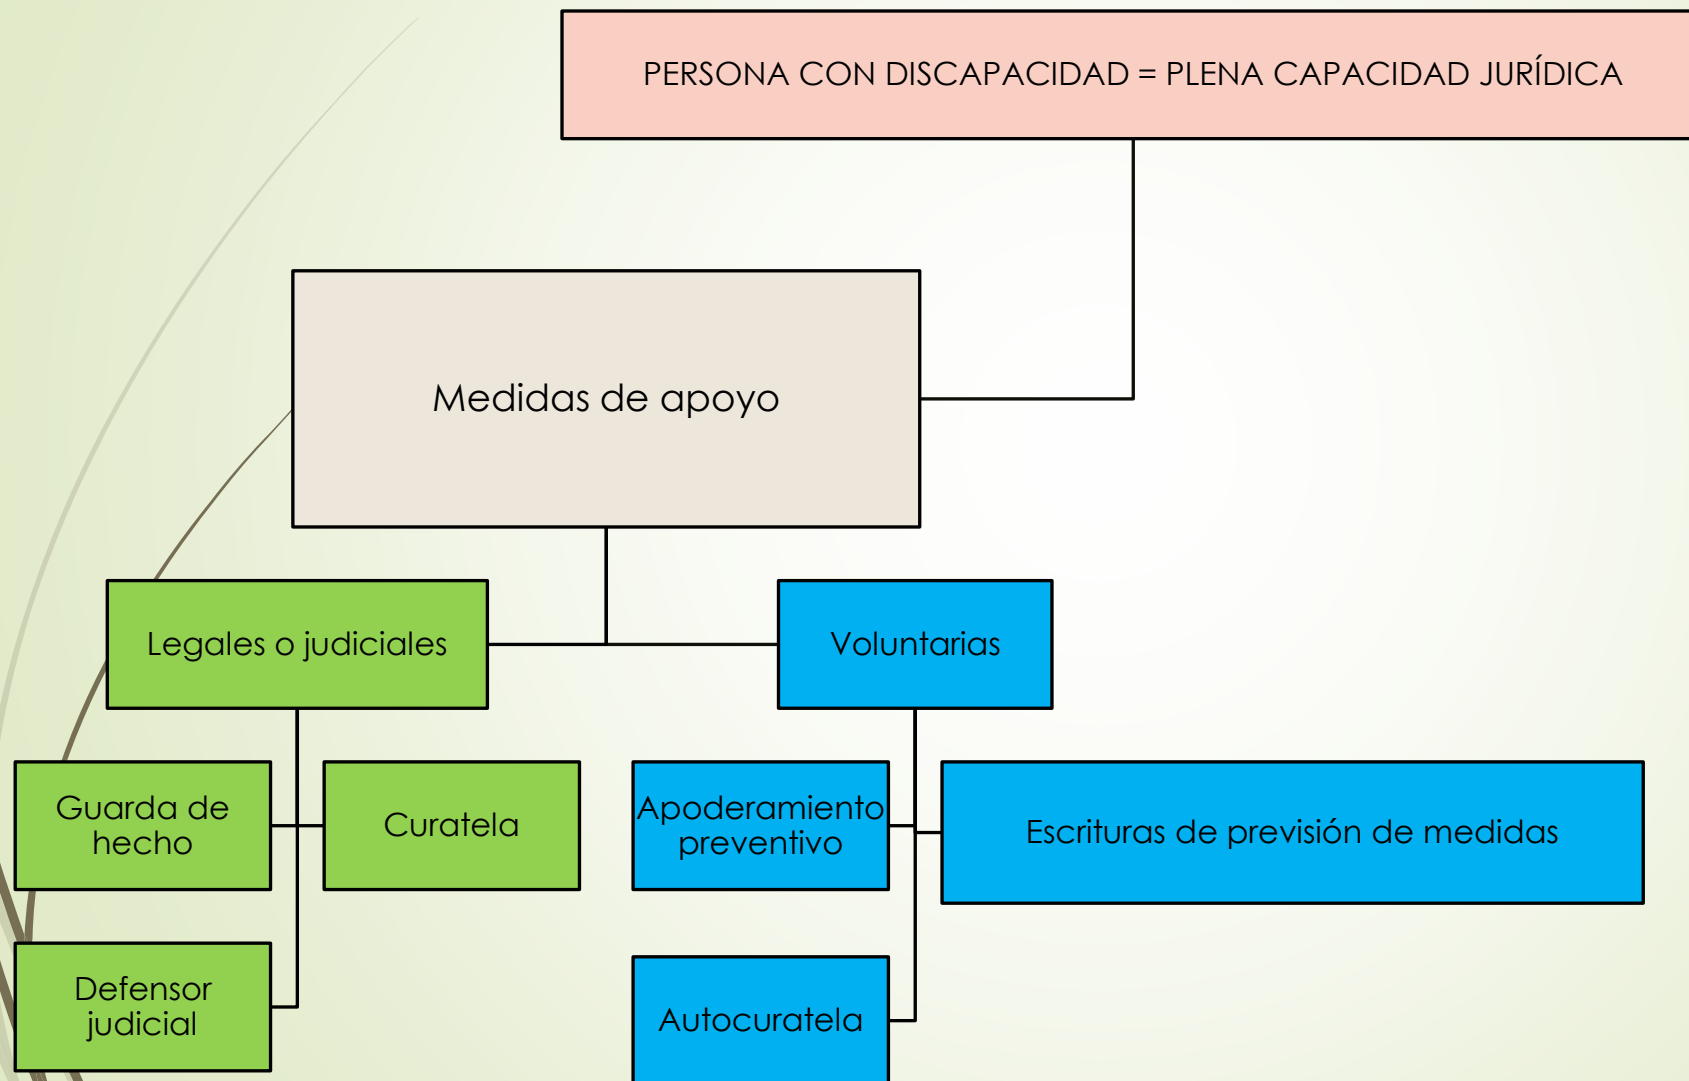 PERSONA CON DISCAPACIDAD = PLENA CAPACIDAD JURÍDICA
Medidas de apoyo
Legales o judiciales
Voluntarias
Guarda de
hecho
Curatela
Apoderamiento
preventivo
Escrituras de previsión de medidas
Defensor
judicial
Autocuratela